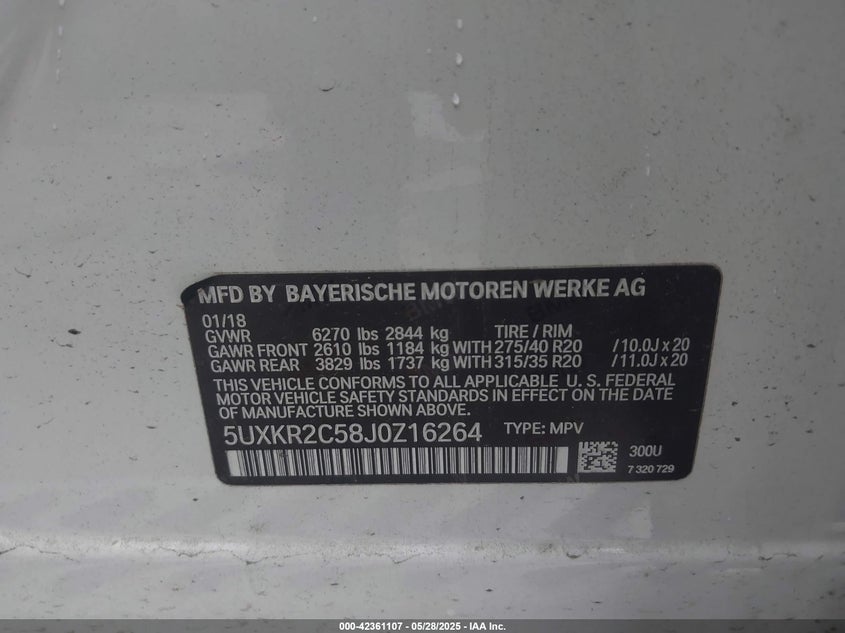 MFD BY BAYERISCHE MOTOREN WERKE AG
01/18
GVWR 6270 lbs 2844 kg TIRE / RIM
GAWR FRONT 2610 lbs 1184 kg WITH 275/40 R20 /10.0J x 20
GAWR REAR 3829 lbs 1737 kg WITH 315/35 R20 /11.0J x 20
THIS VEHICLE CONFORMS TO ALL APPLICABLE U. S. FEDERAL
MOTOR VEHICLE SAFETY STANDARDS IN EFFECT ON THE DATE
OF MANUFACTURE SHOWN ABOVE.
5UXKR2C58J0Z16264 TYPE: MPV
300U
7 320 729
000-42361107 - 05/28/2025 - IAA Inc.